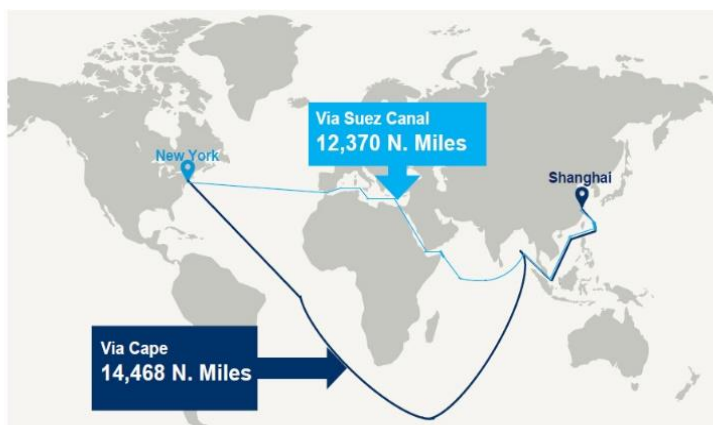 Via Suez Canal
12,370 N. Miles
New York
Shanghai
Via Cape
14,468 N. Miles